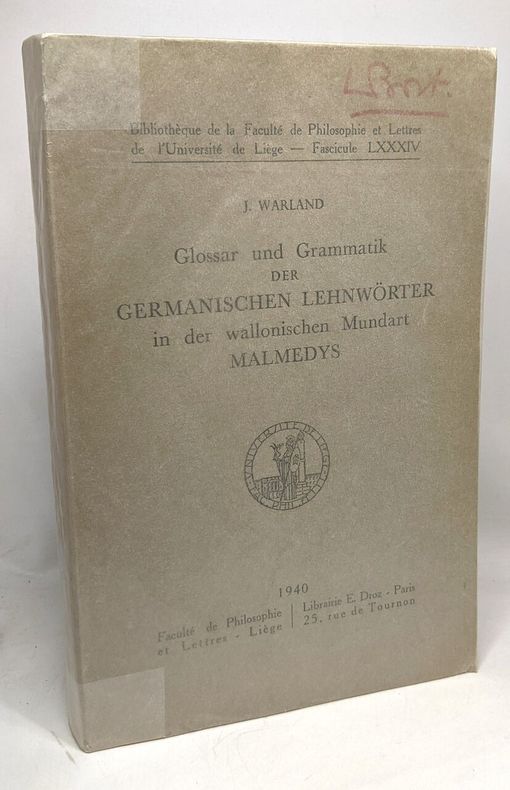 Bibliothèque de la Faculté de Philosophie et Lettres
de l'Université de Liège — Fascicule LXXXIV
J. WARLAND
Glossar und Grammatik
DER
GERMANISCHEN LEHNWÖRTER
in der wallonischen Mundart
MALMEDYS
1940
Faculté de Philosophie
et Lettres - Liège
Librairie E. Droz - Paris
25, rue de Tournon